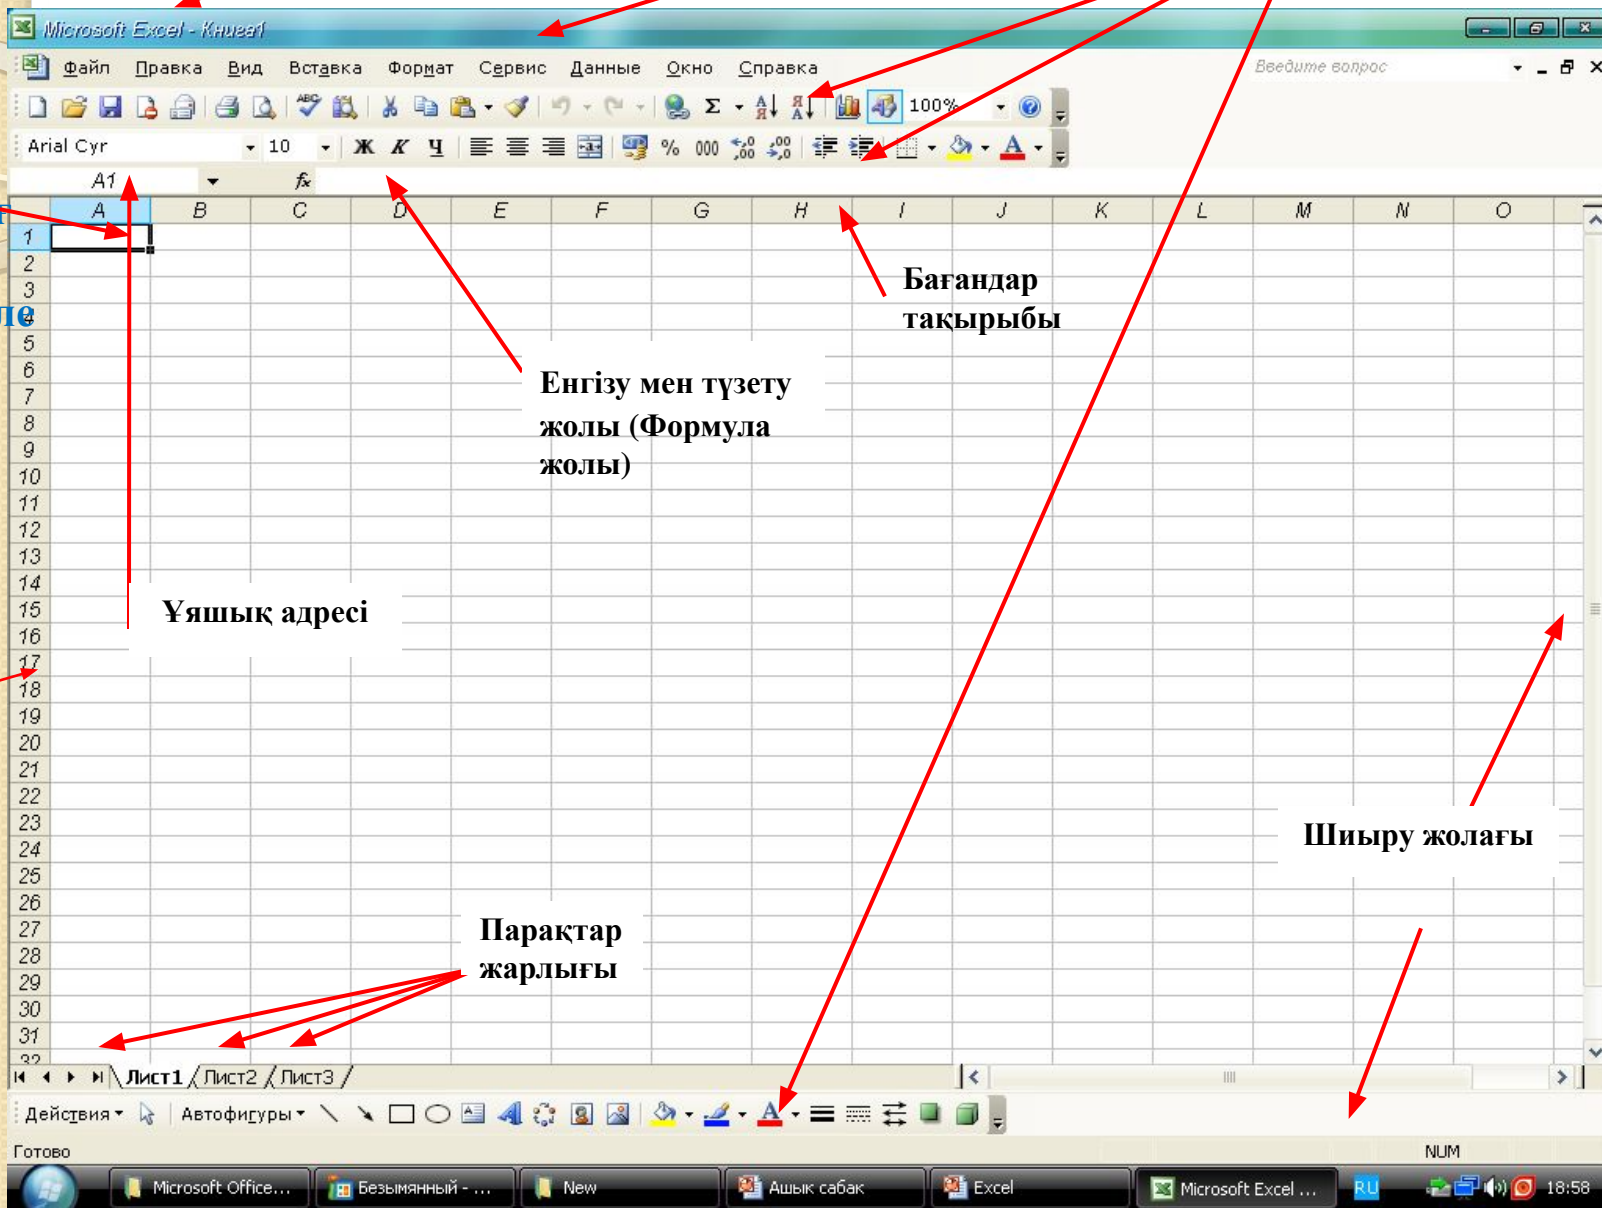 Microsoft Excel - Книга1
Файл Правка Вид Вставка Формат Сервис Данные Окно Справка Введите вопрос
100%
Arial Cyr 10 Ж К Ч % 000
A1 fx
A B C D E F G H I J K L M N O
1
2
3
4
5
6
7
8
9
10
11
12
13
14
15
16
17
18
19
20
21
22
23
24
25
26
27
28
29
30
31
32
Бағандар
тақырыбы
Енгізу мен түзету
жолы (Формула
жолы)
Ұяшық адресі
Шиыру жолағы
Парақтар
жарлығы
Лист1 Лист2 Лист3
Действия Автофигуры
Готово NUM
Microsoft Office... Безымянный - ... New Ашык сабак Excel Microsoft Excel ... RU 18:58